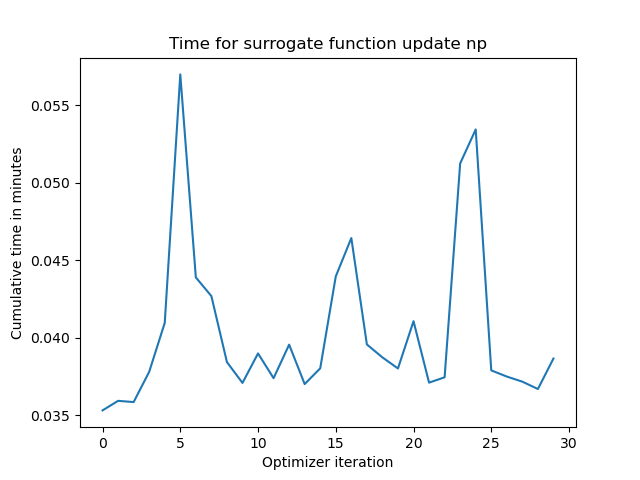 Time for surrogate function update np
Cumulative time in minutes
0.055
0.050
0.045
0.040
0.035
0 5 10 15 20 25 30
Optimizer iteration